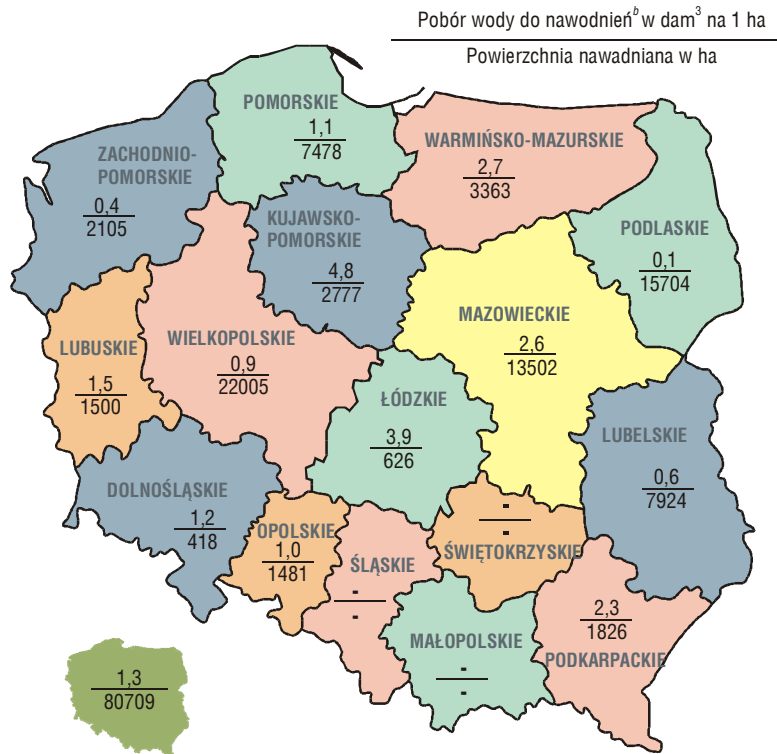 Pobór wody do nawodnień^b w dam³ na 1 ha
Powierzchnia nawadniana w ha
POMORSKIE
1,1
7478
WARMIŃSKO-MAZURSKIE
2,7
3363
ZACHODNIO-
POMORSKIE
0,4
2105
KUJAWSKO-
POMORSKIE
4,8
2777
PODLASKIE
0,1
15704
MAZOWIECKIE
2,6
13502
LUBUSKIE
1,5
1500
WIELKOPOLSKIE
0,9
22005
ŁÓDZKIE
3,9
626
LUBELSKIE
0,6
7924
DOLNOŚLĄSKIE
1,2
418
OPOLSKIE
1,0
1481
ŚLĄSKIE
-
-
-
-
ŚWIĘTOKRZYSKIE
MAŁOPOLSKIE
-
-
2,3
1826
PODKARPACKIE
1,3
80709